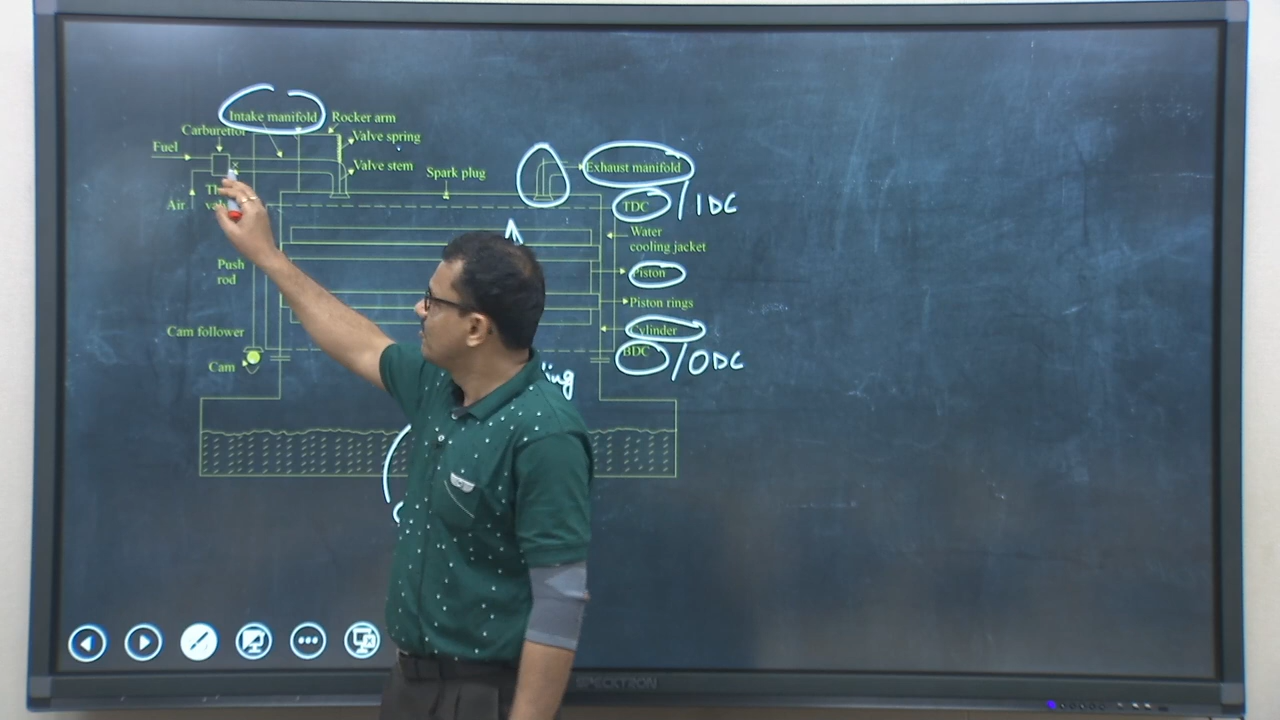 Intake manifold
Rocker arm
Carburettor
Valve spring
Fuel
Valve stem
Spark plug
Exhaust manifold
Air
TDC / IDC
Water
cooling jacket
Push
rod
Piston
Piston rings
Cam follower
Cylinder
BDC / ODC
Cam
SPECKTRON